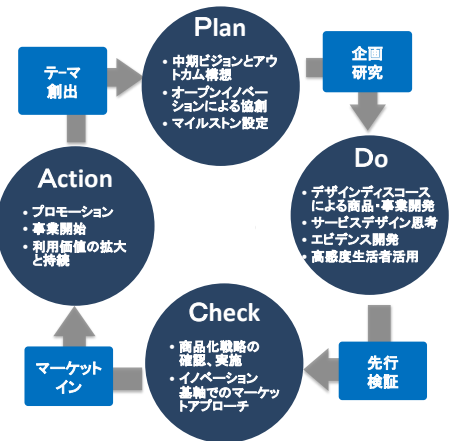 Plan
・中期ビジョンとアウ
トカム構想
・オープンイノベー
ションによる協創
・マイルストン設定
企画
研究
Do
・デザインディスコース
による商品・事業開発
・サービスデザイン思考
・エビデンス開発
・高感度生活者活用
先行
検証
Check
・商品化戦略の
確認、実施
・イノベーション
基軸でのマーケッ
トアプローチ
マーケット
イン
Action
・プロモーション
・事業開始
・利用価値の拡大
と持続
テーマ
創出